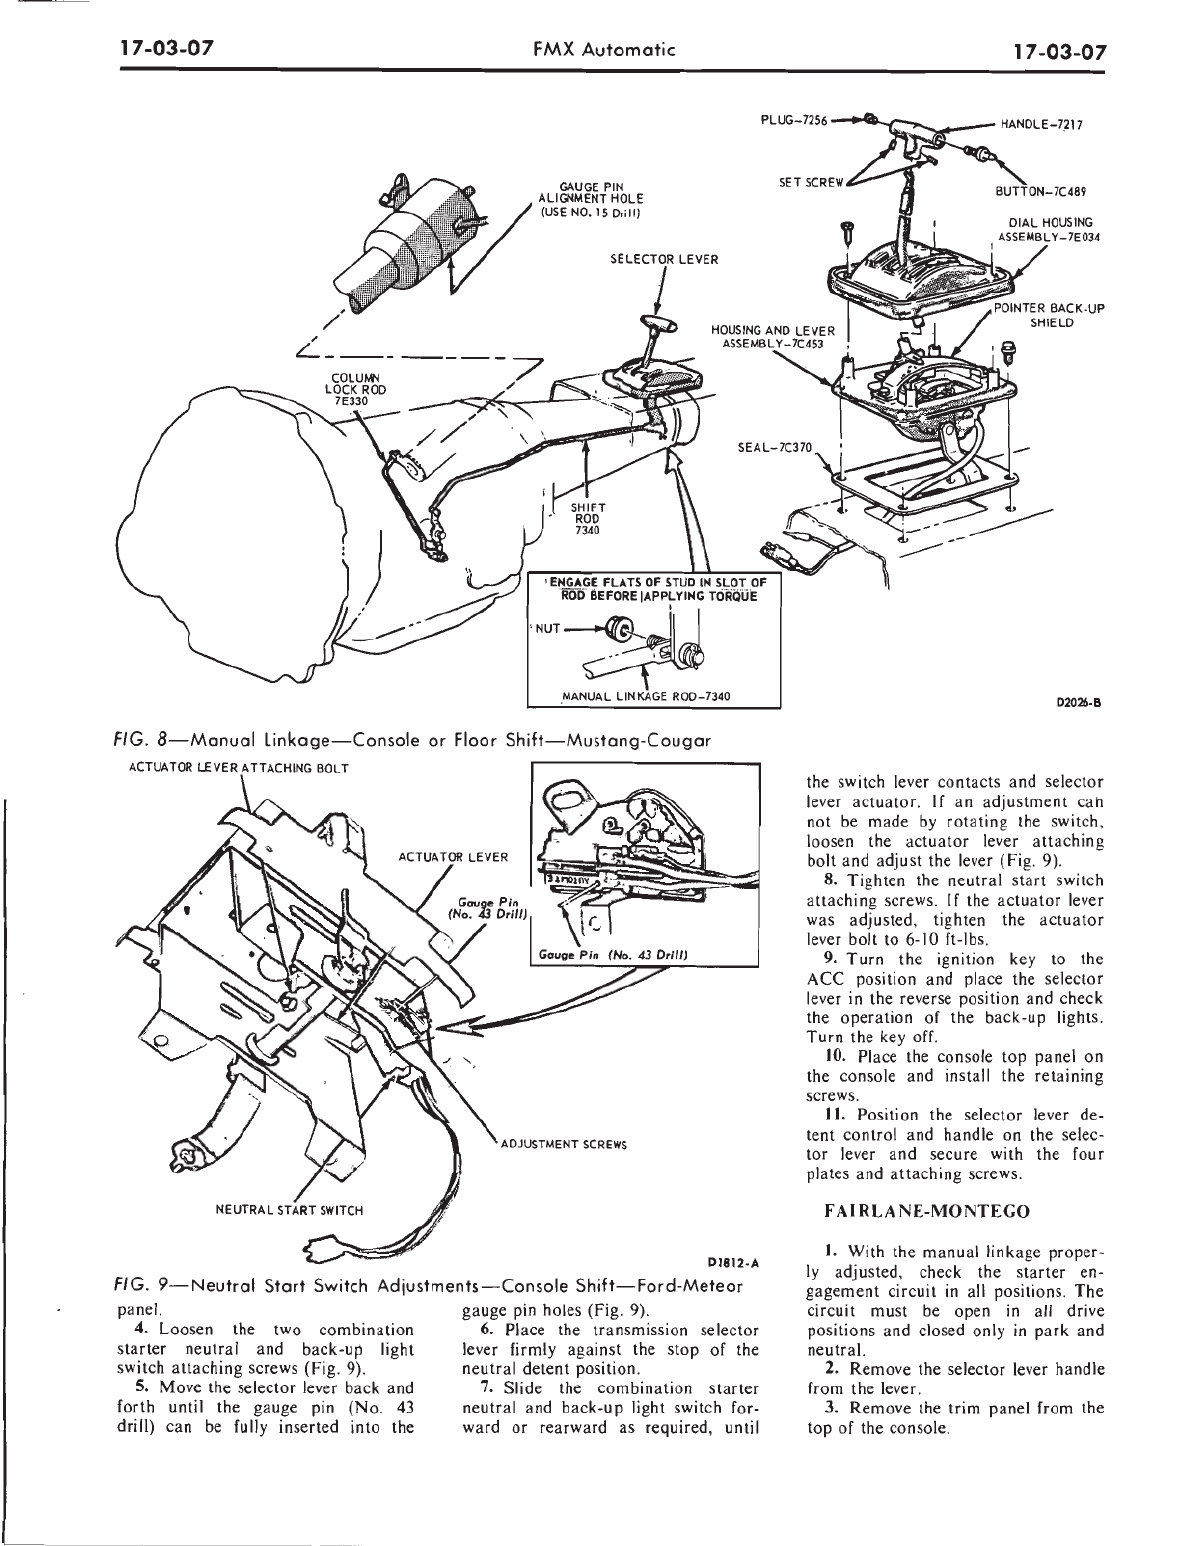 17-03-07
FMX Automatic
17-03-07
PLUG–7256
HANDLE–7217
SET SCREW
BUTTON–7C489
GAUGE PIN
ALIGNMENT HOLE
(USE NO. 15 Drill)
DIAL HOUSING
ASSEMBLY–7E034
SELECTOR LEVER
POINTER BACK-UP
SHIELD
HOUSING AND LEVER
ASSEMBLY–7C453
COLUMN
LOCK ROD
7E330
SEAL–7C370
SHIFT
ROD
7340
ENGAGE FLATS OF STUD IN SLOT OF
ROD BEFORE APPLYING TORQUE
NUT
MANUAL LINKAGE ROD–7340
D2026-B
FIG. 8—Manual Linkage—Console or Floor Shift—Mustang-Cougar
ACTUATOR LEVER ATTACHING BOLT
ACTUATOR LEVER
Gauge Pin
(No. 43 Drill)
AUTOMOTE
Gauge Pin (No. 43 Drill)
ADJUSTMENT SCREWS
NEUTRAL START SWITCH
D1812-A
FIG. 9—Neutral Start Switch Adjustments—Console Shift—Ford-Meteor
panel.
4. Loosen the two combination
starter neutral and back-up light
switch attaching screws (Fig. 9).
5. Move the selector lever back and
forth until the gauge pin (No. 43
drill) can be fully inserted into the
gauge pin holes (Fig. 9).
6. Place the transmission selector
lever firmly against the stop of the
neutral detent position.
7. Slide the combination starter
neutral and back-up light switch for-
ward or rearward as required, until
the switch lever contacts and selector
lever actuator. If an adjustment can
not be made by rotating the switch,
loosen the actuator lever attaching
bolt and adjust the lever (Fig. 9).
8. Tighten the neutral start switch
attaching screws. If the actuator lever
was adjusted, tighten the actuator
lever bolt to 6-10 ft-lbs.
9. Turn the ignition key to the
ACC position and place the selector
lever in the reverse position and check
the operation of the back-up lights.
Turn the key off.
10. Place the console top panel on
the console and install the retaining
screws.
11. Position the selector lever de-
tent control and handle on the selec-
tor lever and secure with the four
plates and attaching screws.
FAIRLANE-MONTEGO
1. With the manual linkage proper-
ly adjusted, check the starter en-
gagement circuit in all positions. The
circuit must be open in all drive
positions and closed only in park and
neutral.
2. Remove the selector lever handle
from the lever.
3. Remove the trim panel from the
top of the console.